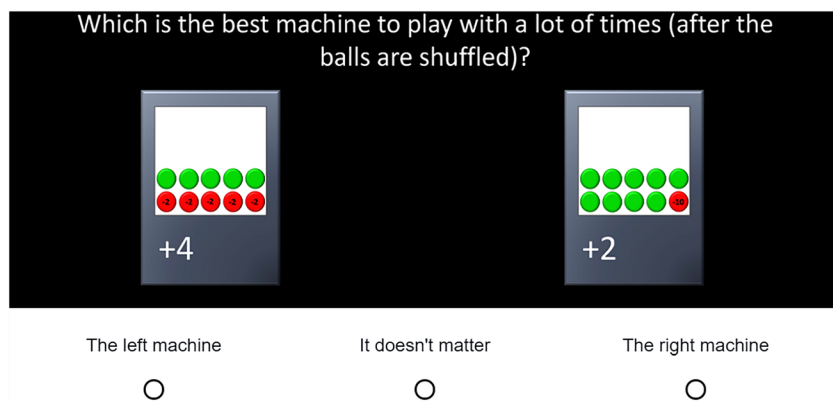 Which is the best machine to play with a lot of times (after the
balls are shuffled)?
-2 -2 -2 -2 -2
-10
+4
+2
The left machine
It doesn't matter
The right machine